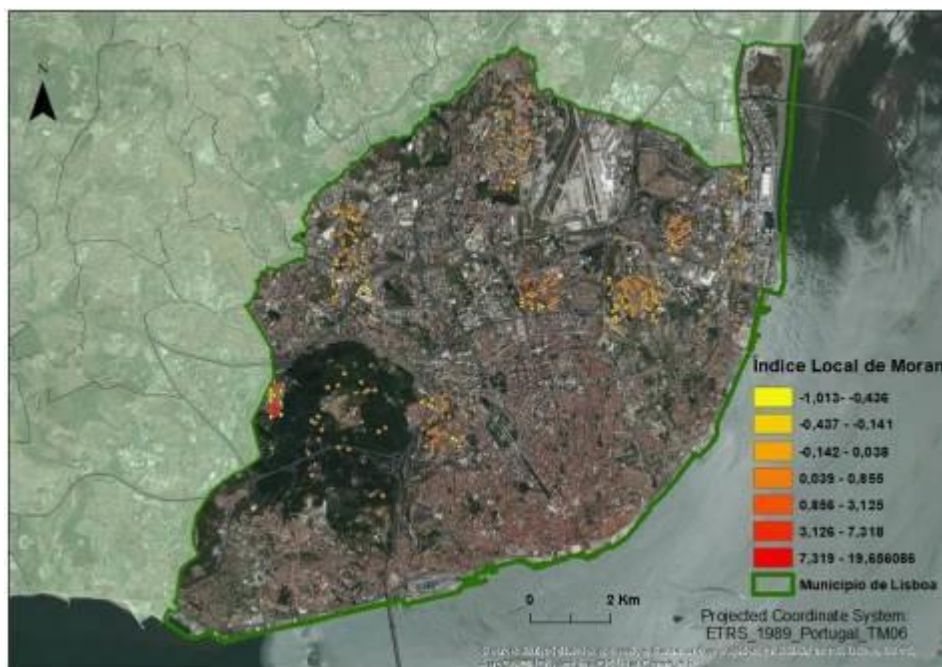 N
Índice Local de Moran
-1,013- -0,436
-0,437 - -0,141
-0,142 - 0,038
0,039 - 0,855
0,856 - 3,125
3,126 - 7,318
7,319 - 19,656086
Município de Lisboa
0 2 Km
Projected Coordinate System:
ETRS_1989_Portugal_TM06